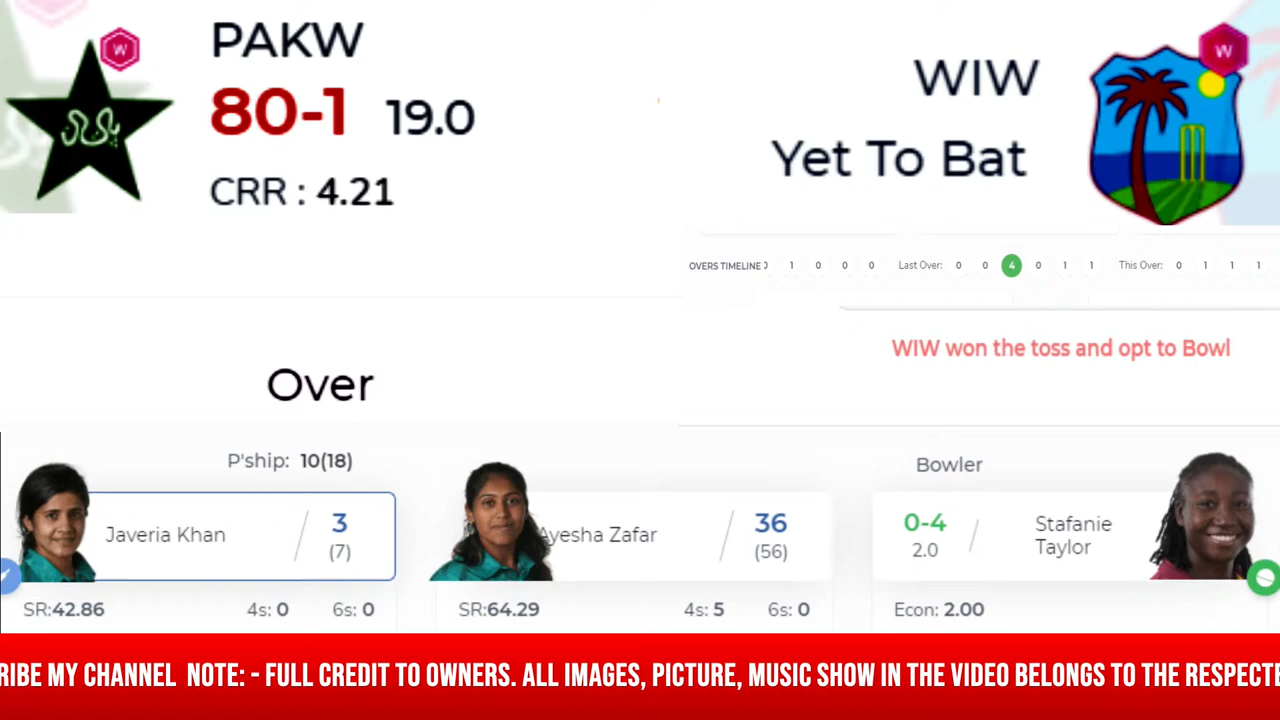 PAKW
W
80-1 19.0
CRR : 4.21
WIW
W
Yet To Bat
OVERS TIMELINE 1 0 0 0 Last Over: 0 0 4 0 1 1 This Over: 0 1 1 1
WIW won the toss and opt to Bowl
Over
P'ship: 10(18)
Javeria Khan / 3
(7)
SR:42.86 4s: 0 6s: 0
Ayesha Zafar / 36
(56)
SR:64.29 4s: 5 6s: 0
Bowler
0-4 / Stafanie
2.0 Taylor
Econ: 2.00
RIBE MY CHANNEL NOTE: - FULL CREDIT TO OWNERS. ALL IMAGES, PICTURE, MUSIC SHOW IN THE VIDEO BELONGS TO THE RESPECTE